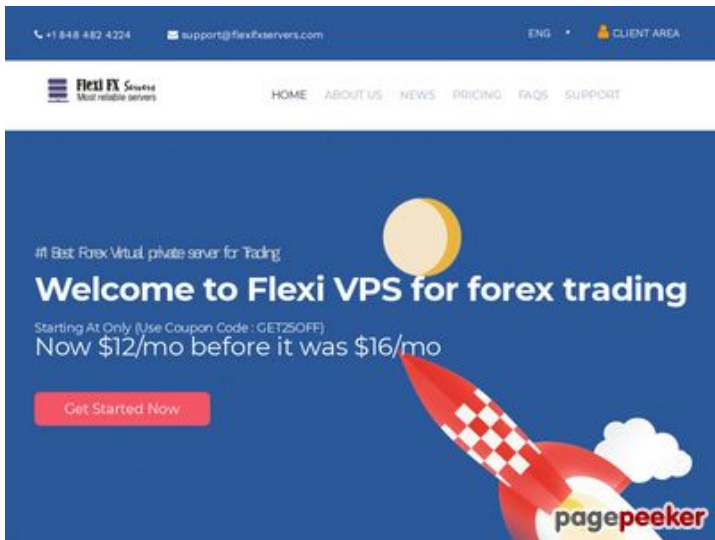 +1 848 482 4224 support@flexifxservers.com ENG CLIENT AREA
Flexi FX Servers
Most reliable servers
HOME ABOUT US NEWS PRICING FAQS SUPPORT
#1 Best Forex Virtual private server for Trading
Welcome to Flexi VPS for forex trading
Starting At Only (Use Coupon Code : GET25OFF)
Now $12/mo before it was $16/mo
Get Started Now
pagepeeker